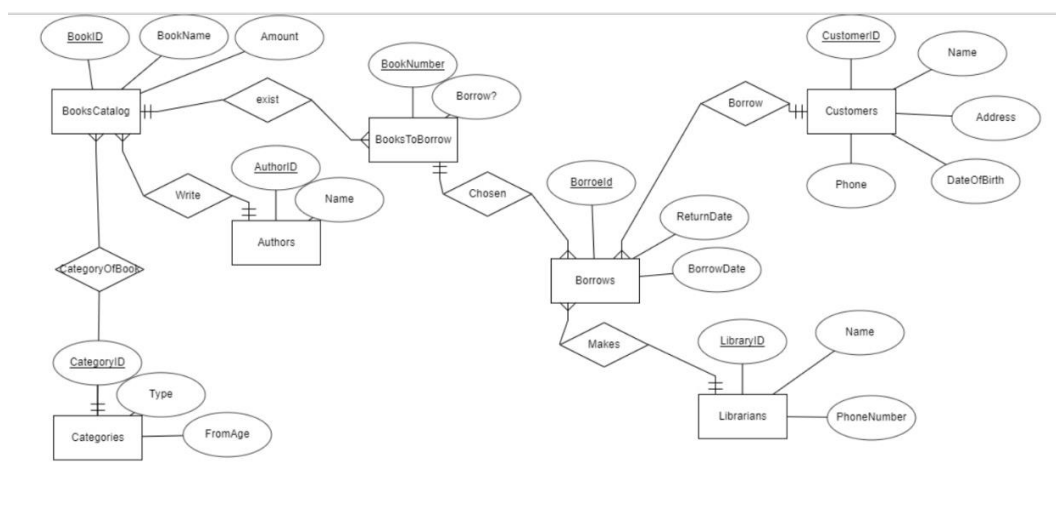 BookID
BookName
Amount
BooksCatalog
exist
BookNumber
Borrow?
BooksToBorrow
CustomerID
Name
Borrow
Customers
Address
Phone
DateOfBirth
AuthorID
Name
Write
Authors
Chosen
BorroeId
ReturnDate
BorrowDate
Borrows
CategoryOfBook
Makes
LibraryID
Name
Librarians
PhoneNumber
CategoryID
Type
Categories
FromAge